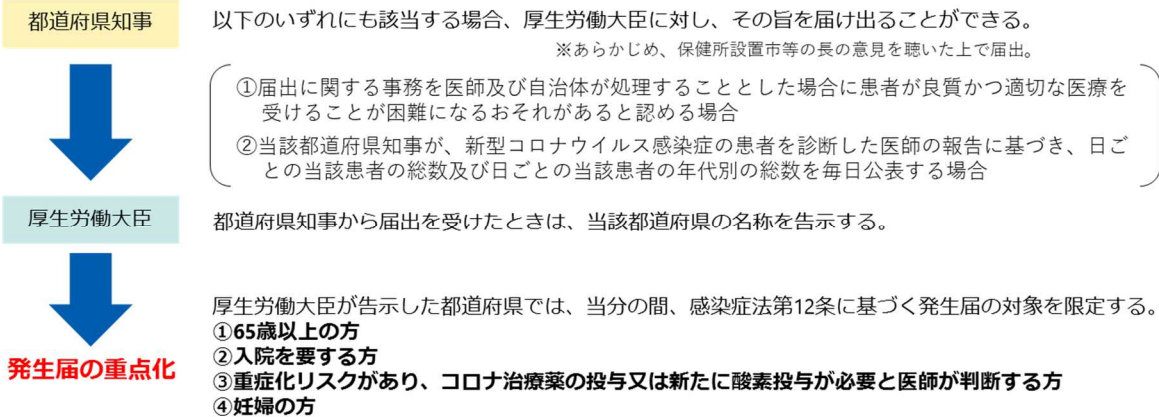 都道府県知事
以下のいずれにも該当する場合、厚生労働大臣に対し、その旨を届け出ることができる。
※あらかじめ、保健所設置市等の長の意見を聴いた上で届出。
①届出に関する事務を医師及び自治体が処理することとした場合に患者が良質かつ適切な医療を
受けることが困難になるおそれがあると認める場合
②当該都道府県知事が、新型コロナウイルス感染症の患者を診断した医師の報告に基づき、日ご
との当該患者の総数及び日ごとの当該患者の年代別の総数を毎日公表する場合
厚生労働大臣
都道府県知事から届出を受けたときは、当該都道府県の名称を告示する。
厚生労働大臣が告示した都道府県では、当分の間、感染症法第12条に基づく発生届の対象を限定する。
①65歳以上の方
②入院を要する方
発生届の重点化
③重症化リスクがあり、コロナ治療薬の投与又は新たに酸素投与が必要と医師が判断する方
④妊婦の方